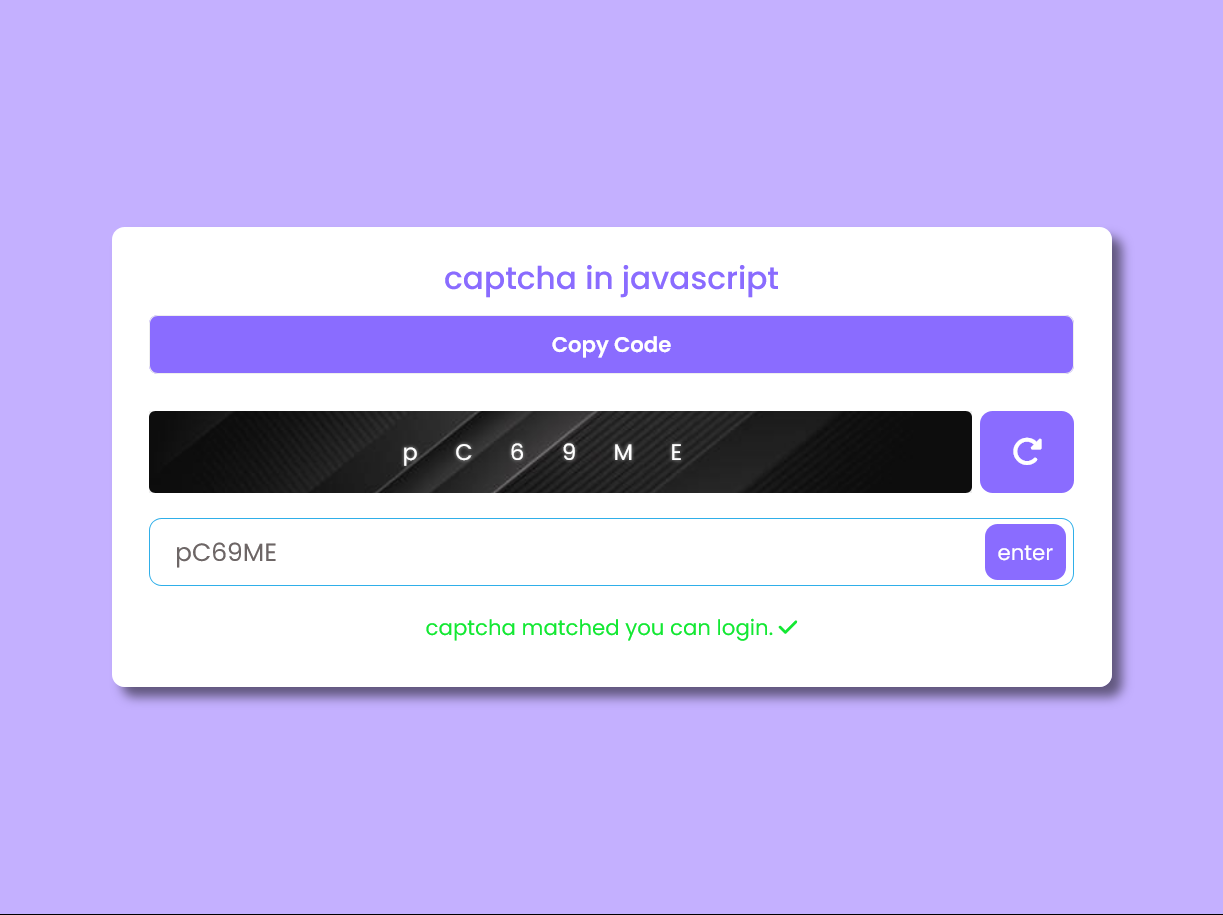 captcha in javascript
Copy Code
p C 6 9 M E
pC69ME
enter
captcha matched you can login.